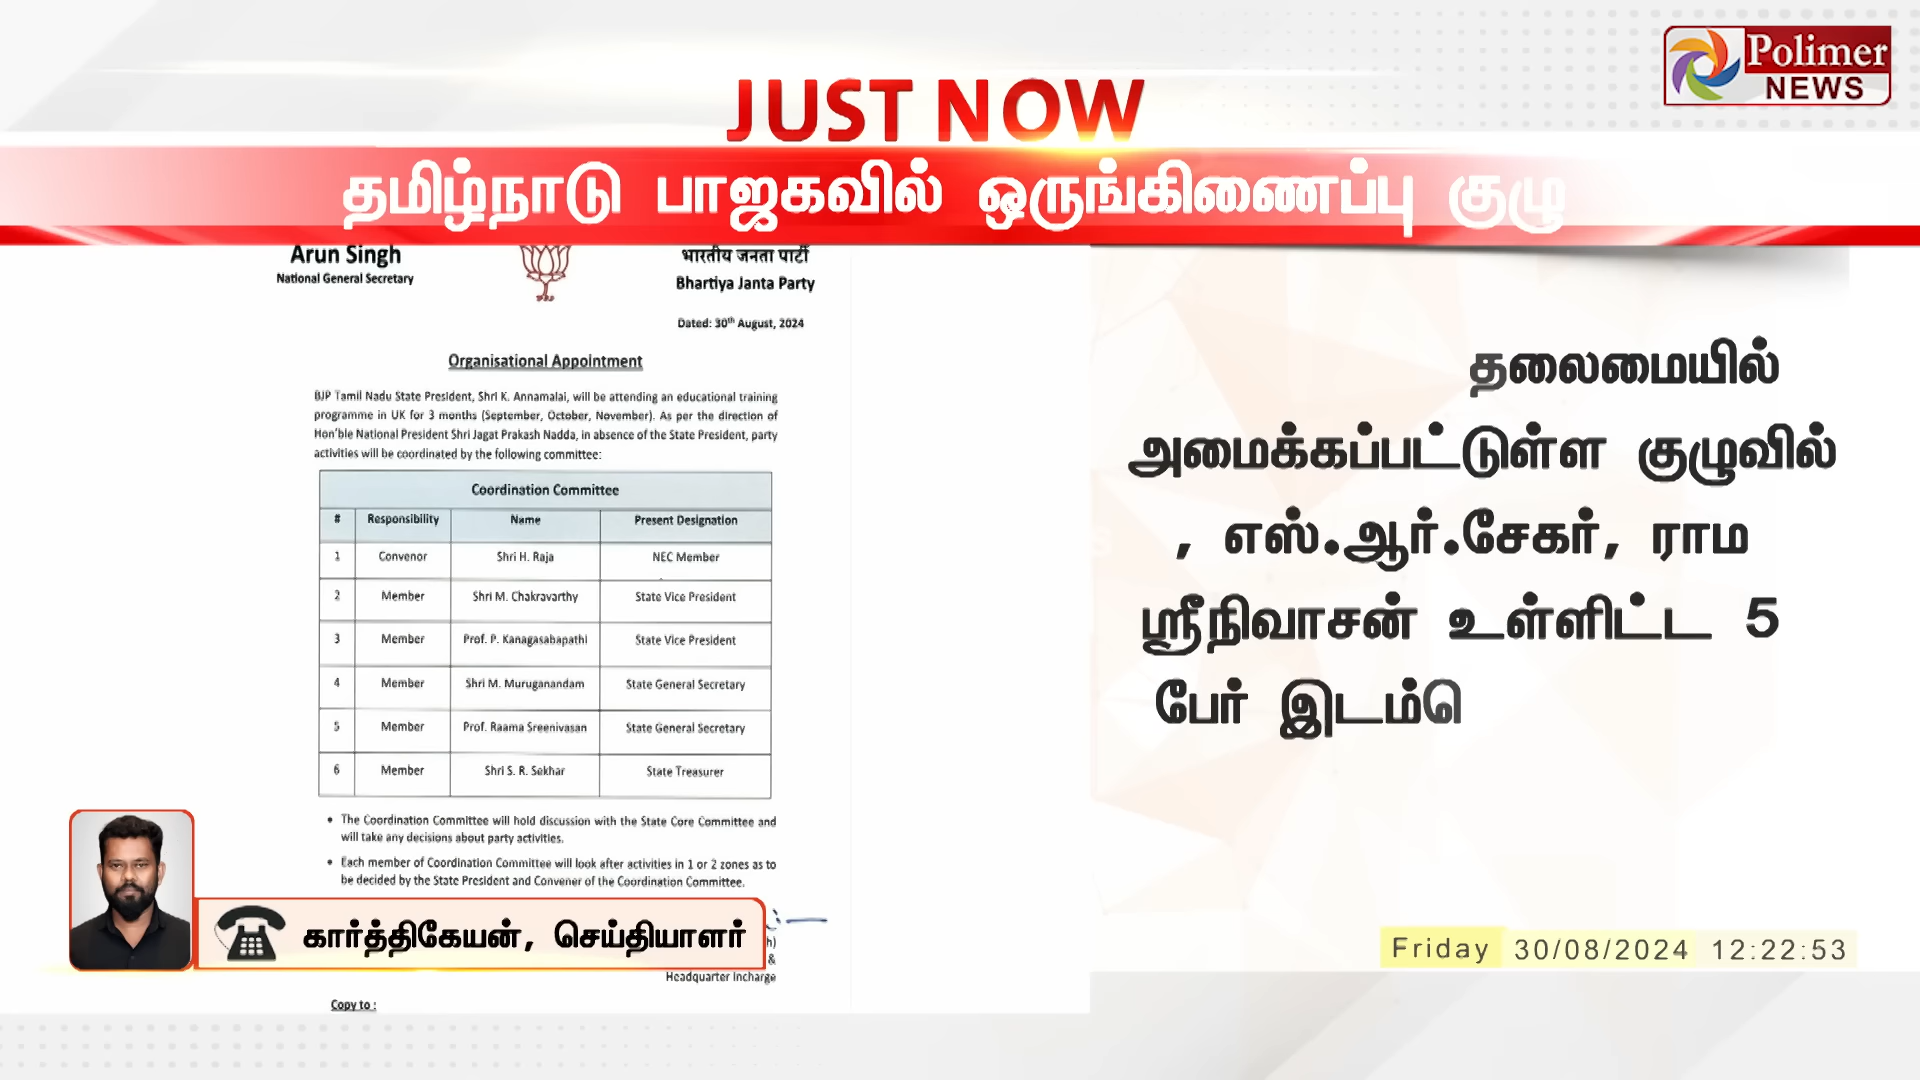 Polimer
NEWS
JUST NOW
தமிழ்நாடு பாஜகவில் ஒருங்கிணைப்பு குழு
Arun Singh
National General Secretary
भारतीय जनता पार्टी
Bhartiya Janta Party
Dated: 30th August, 2024
Organisational Appointment
BJP Tamil Nadu State President, Shri K. Annamalai, will be attending an educational training
programme in UK for 3 months (September, October, November). As per the direction of
Hon'ble National President Shri Jagat Prakash Nadda, in absence of the State President, party
activities will be coordinated by the following committee:
Coordination Committee
# Responsibility Name Present Designation
1 Convenor Shri H. Raja NEC Member
2 Member Shri M. Chakravarthy State Vice President
3 Member Prof. P. Kanagasabapathi State Vice President
4 Member Shri M. Muruganandam State General Secretary
5 Member Prof. Raama Sreenivasan State General Secretary
6 Member Shri S. R. Sekhar State Treasurer
• The Coordination Committee will hold discussion with the State Core Committee and
will take any decisions about party activities.
• Each member of Coordination Committee will look after activities in 1 or 2 zones as to
be decided by the State President and Convener of the Coordination Committee.
h)
&
Headquarter Incharge
Copy to :
தலைமையில்
அமைக்கப்பட்டுள்ள குழுவில்
, எஸ்.ஆர்.சேகர், ராம
ஸ்ரீநிவாசன் உள்ளிட்ட 5
பேர் இடம்பெ
கார்த்திகேயன், செய்தியாளர்
Friday 30/08/2024 12:22:53